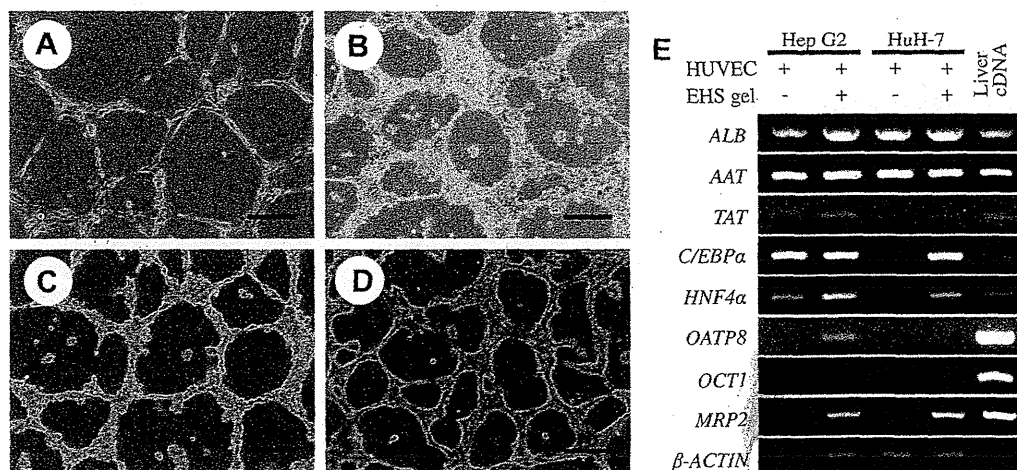 A
B
C
D
E
Hep G2 HuH-7
HUVEC + + + +
EHS gel - + - +
Liver cDNA
ALB
AAT
TAT
C/EBPα
HNF4α
OATP8
OCT1
MRP2
β-ACTIN